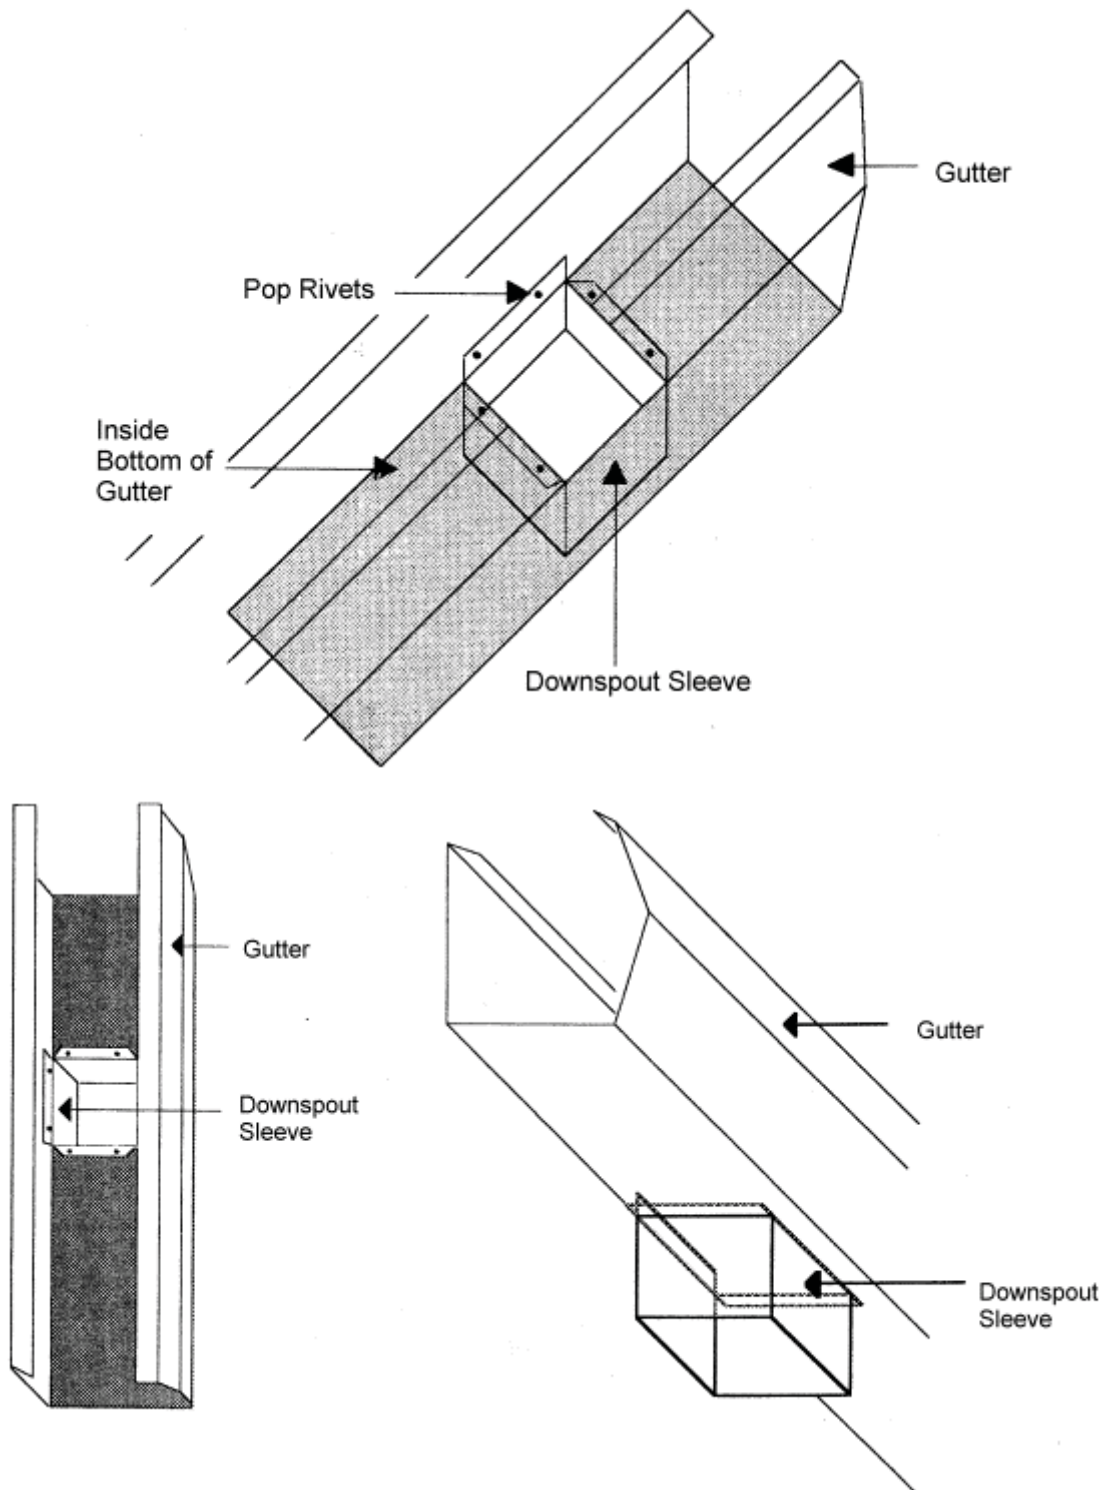 Gutter
Pop Rivets
Inside
Bottom of
Gutter
Downspout Sleeve
Gutter
Downspout
Sleeve
Gutter
Downspout
Sleeve